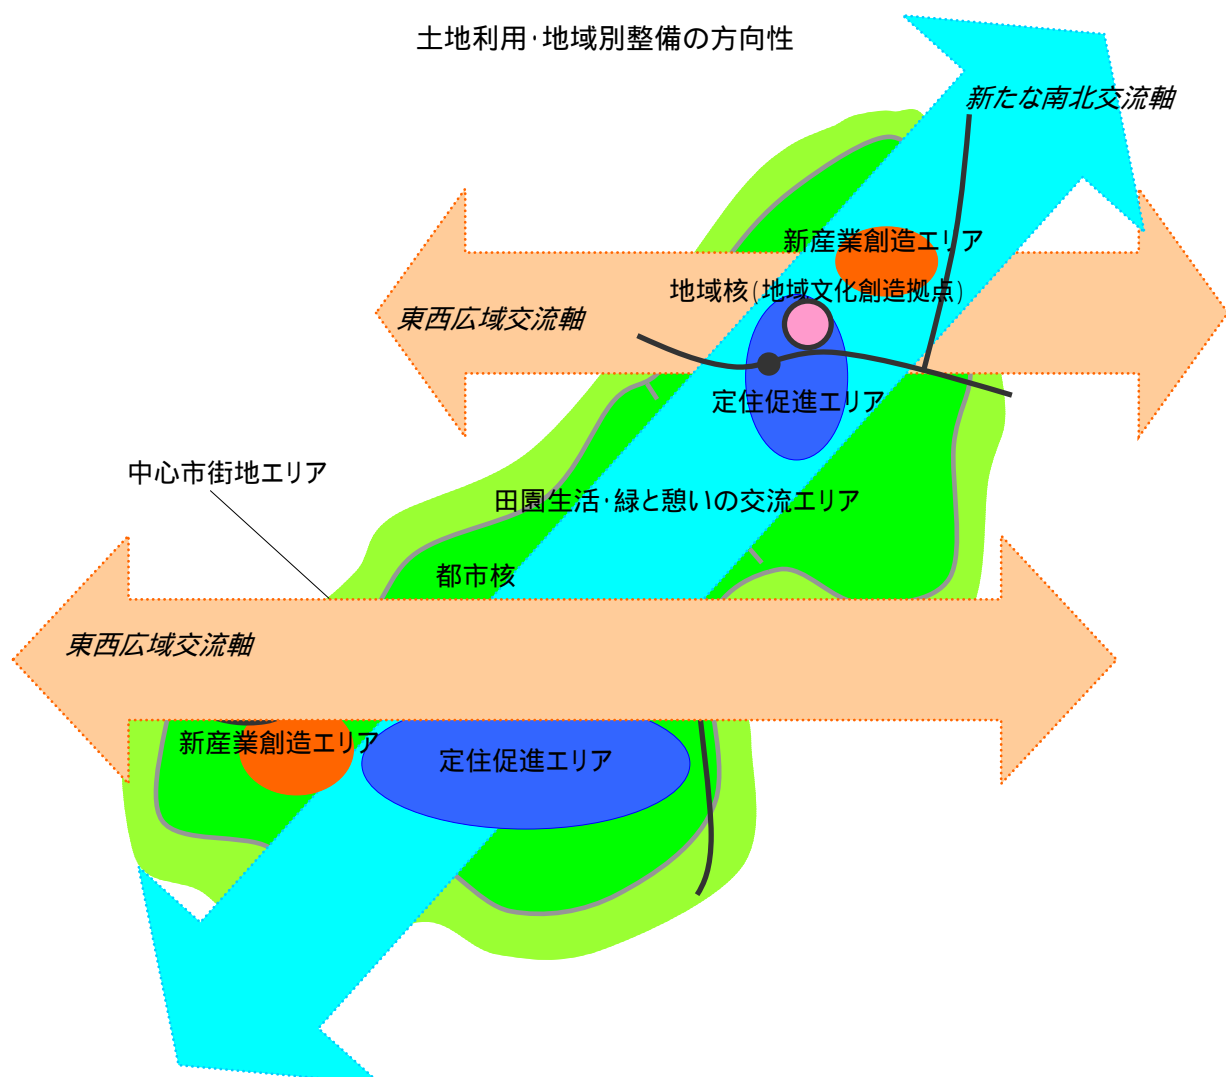 土地利用・地域別整備の方向性
新たな南北交流軸
新産業創造エリア
地域核(地域文化創造拠点)
東西広域交流軸
定住促進エリア
中心市街地エリア
田園生活・緑と憩いの交流エリア
都市核
東西広域交流軸
新産業創造エリア
定住促進エリア